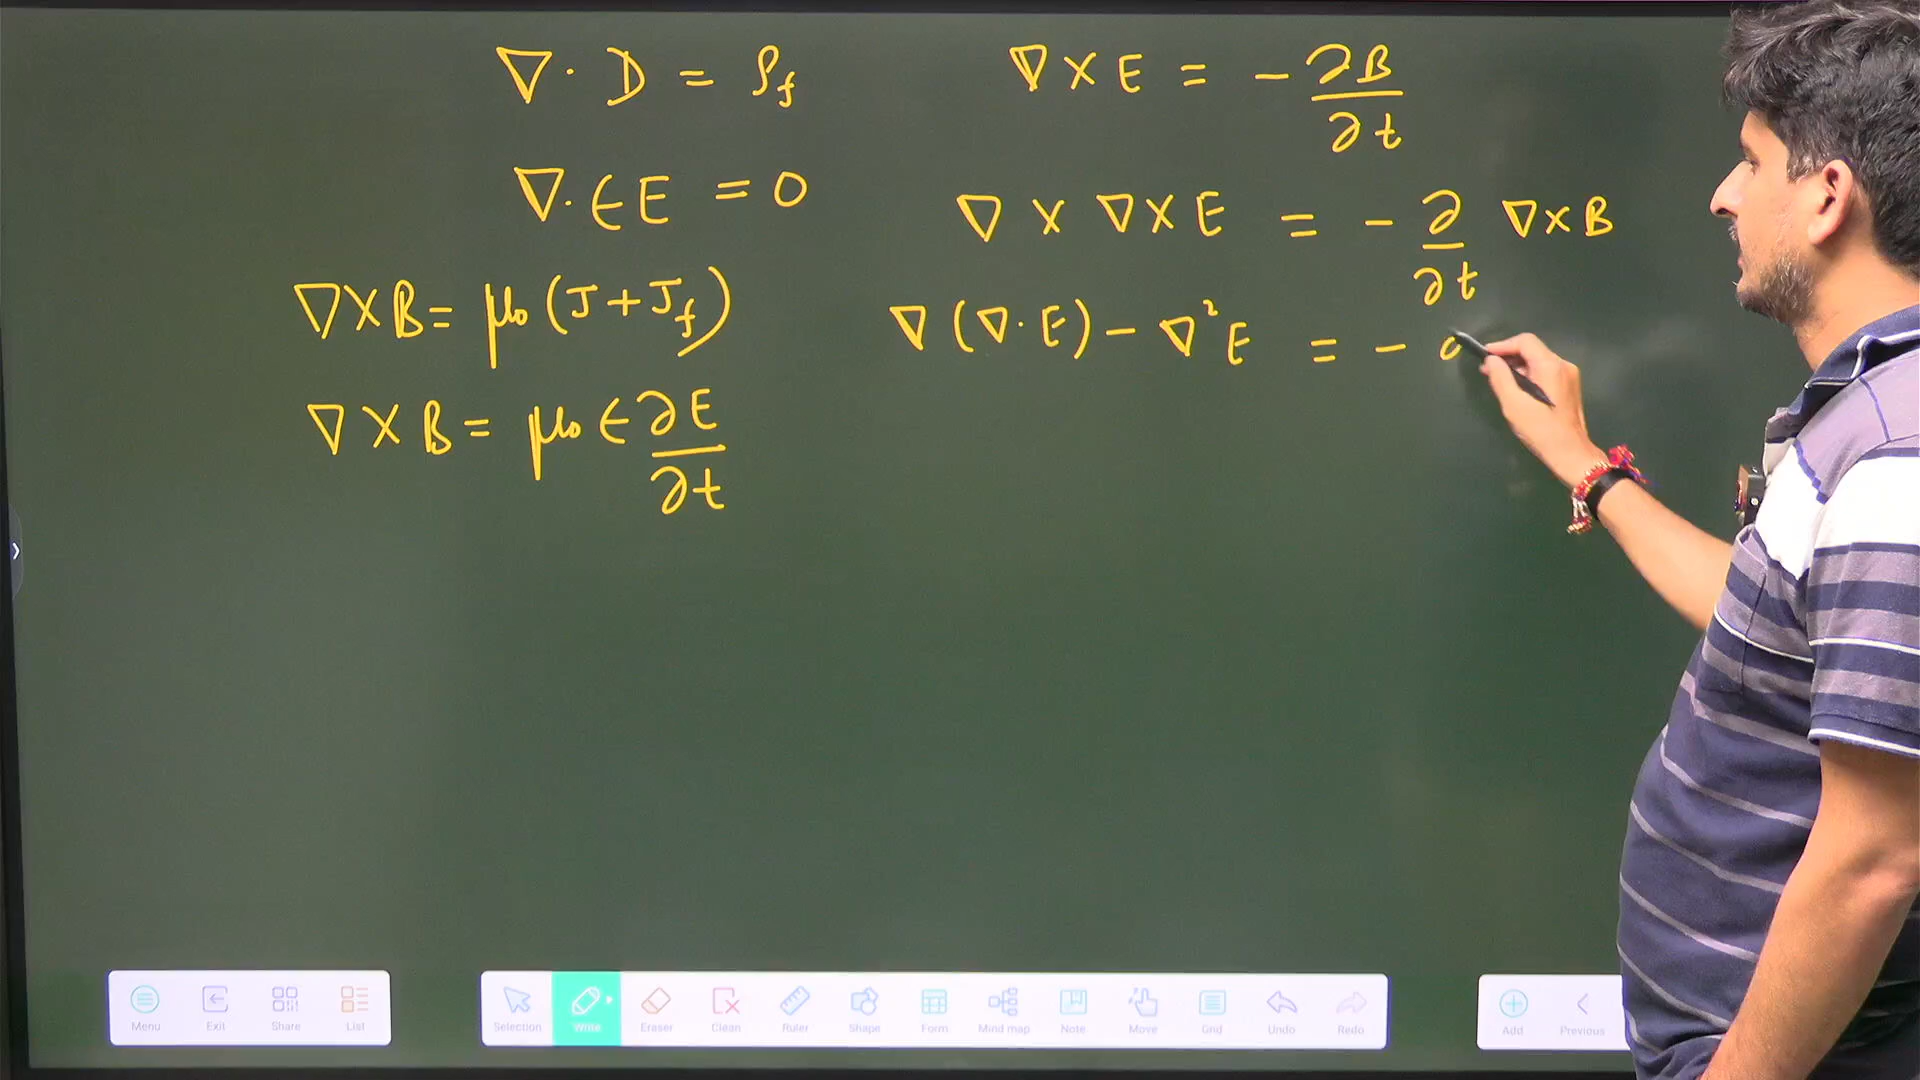 ∇ · D = ρf
∇ · ϵE = 0
∇ X B = μ₀ (J + Jf)
∇ X B = μ₀ ϵ ∂E/∂t
∇ X E = - ∂B/∂t
∇ X ∇ X E = - ∂/∂t ∇ X B
∇ (∇ · E) - ∇² E = -
Menu Exit Share List
Selection Write Eraser Clean Ruler Shape Form Mind map Note Move Grid Undo Redo
Add Previous